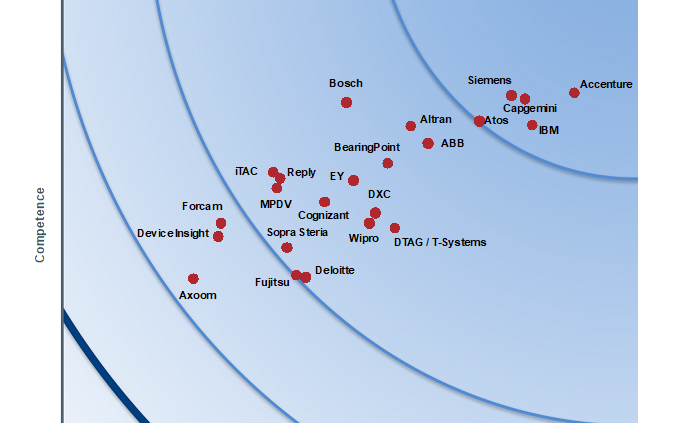 Siemens
Accenture
Bosch
Capgemini
Altran
Atos
IBM
ABB
BearingPoint
iTAC
Reply
EY
DXC
MPDV
Forcam
Cognizant
DeviceInsight
Sopra Steria
Wipro
DTAG / T-Systems
Deloitte
Fujitsu
Axoom
Competence